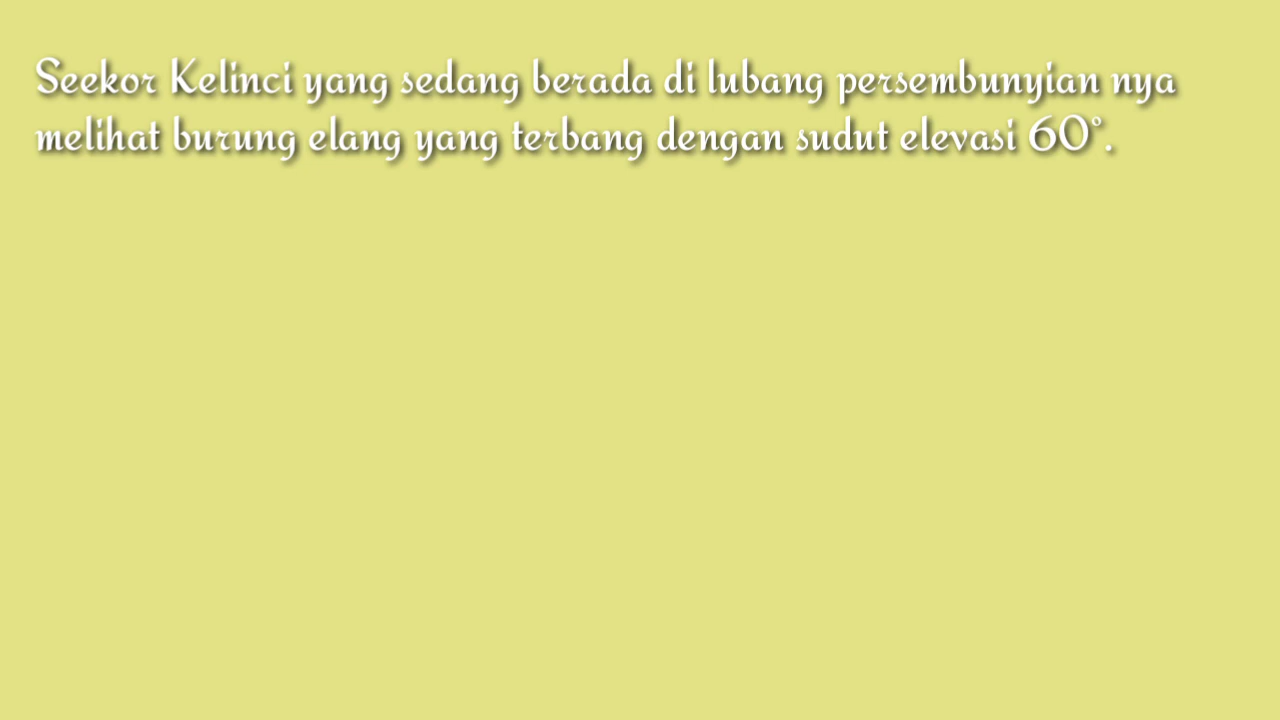 Seekor Kelinci yang sedang berada di lubang persembunyian nya
melihat burung elang yang terbang dengan sudut elevasi 60°.